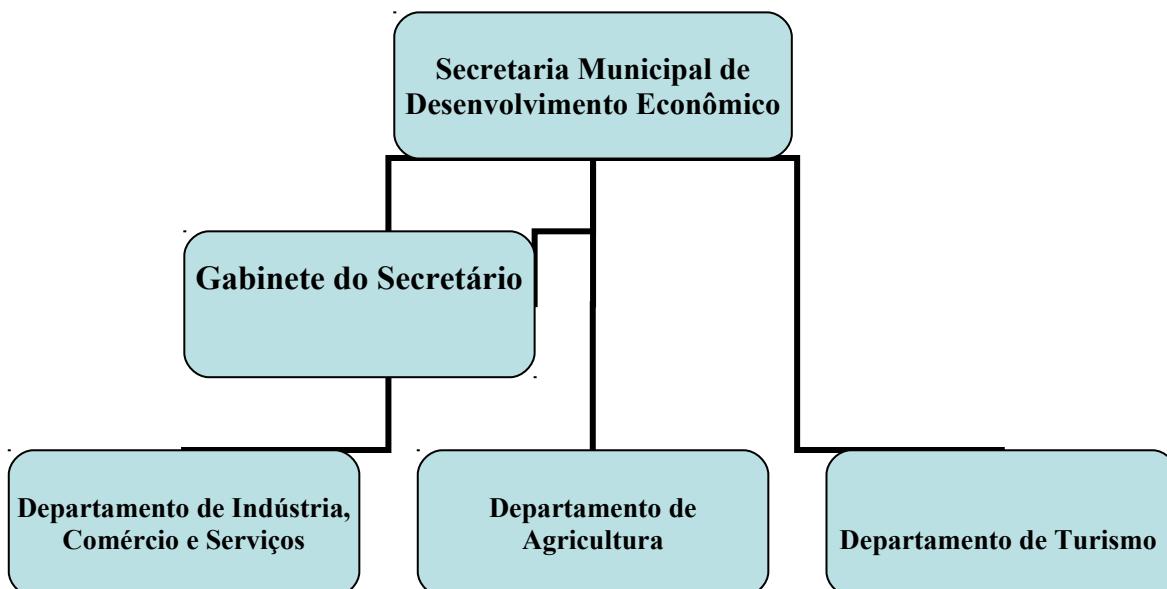 Secretaria Municipal de
Desenvolvimento Econômico
Gabinete do Secretário
Departamento de Indústria,
Comércio e Serviços
Departamento de
Agricultura
Departamento de Turismo